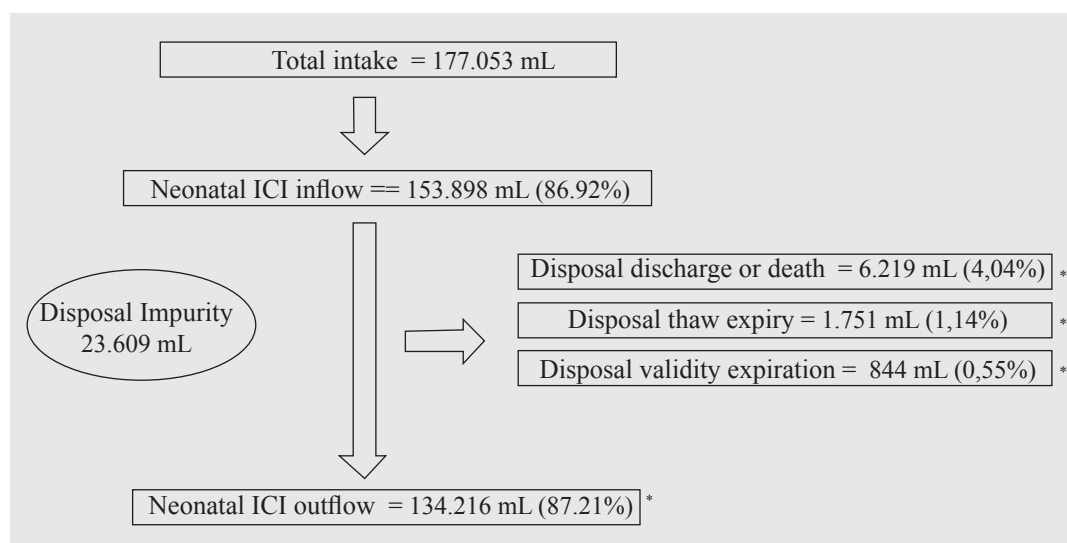 Total intake = 177.053 mL
Neonatal ICI inflow == 153.898 mL (86.92%)
Disposal Impurity
23.609 mL
Disposal discharge or death = 6.219 mL (4,04%) *
Disposal thaw expiry = 1.751 mL (1,14%) *
Disposal validity expiration = 844 mL (0,55%) *
Neonatal ICI outflow = 134.216 mL (87.21%) *